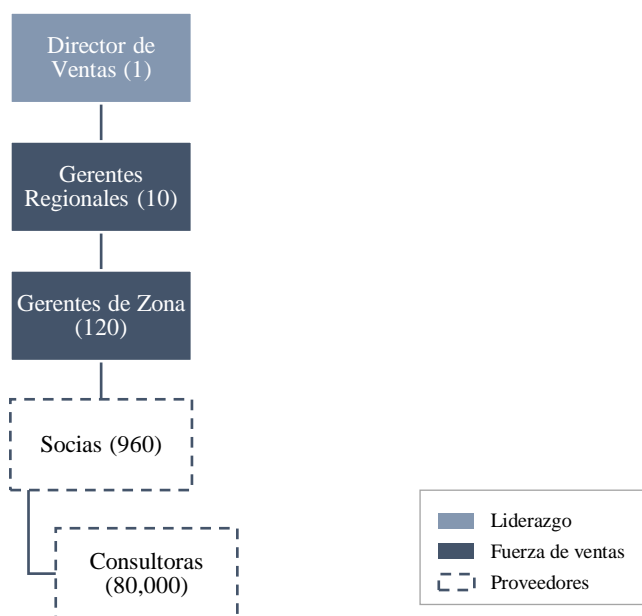 Director de
Ventas (1)
Gerentes
Regionales (10)
Gerentes de Zona
(120)
Socias (960)
Consultoras
(80,000)
Liderazgo
Fuerza de ventas
Proveedores